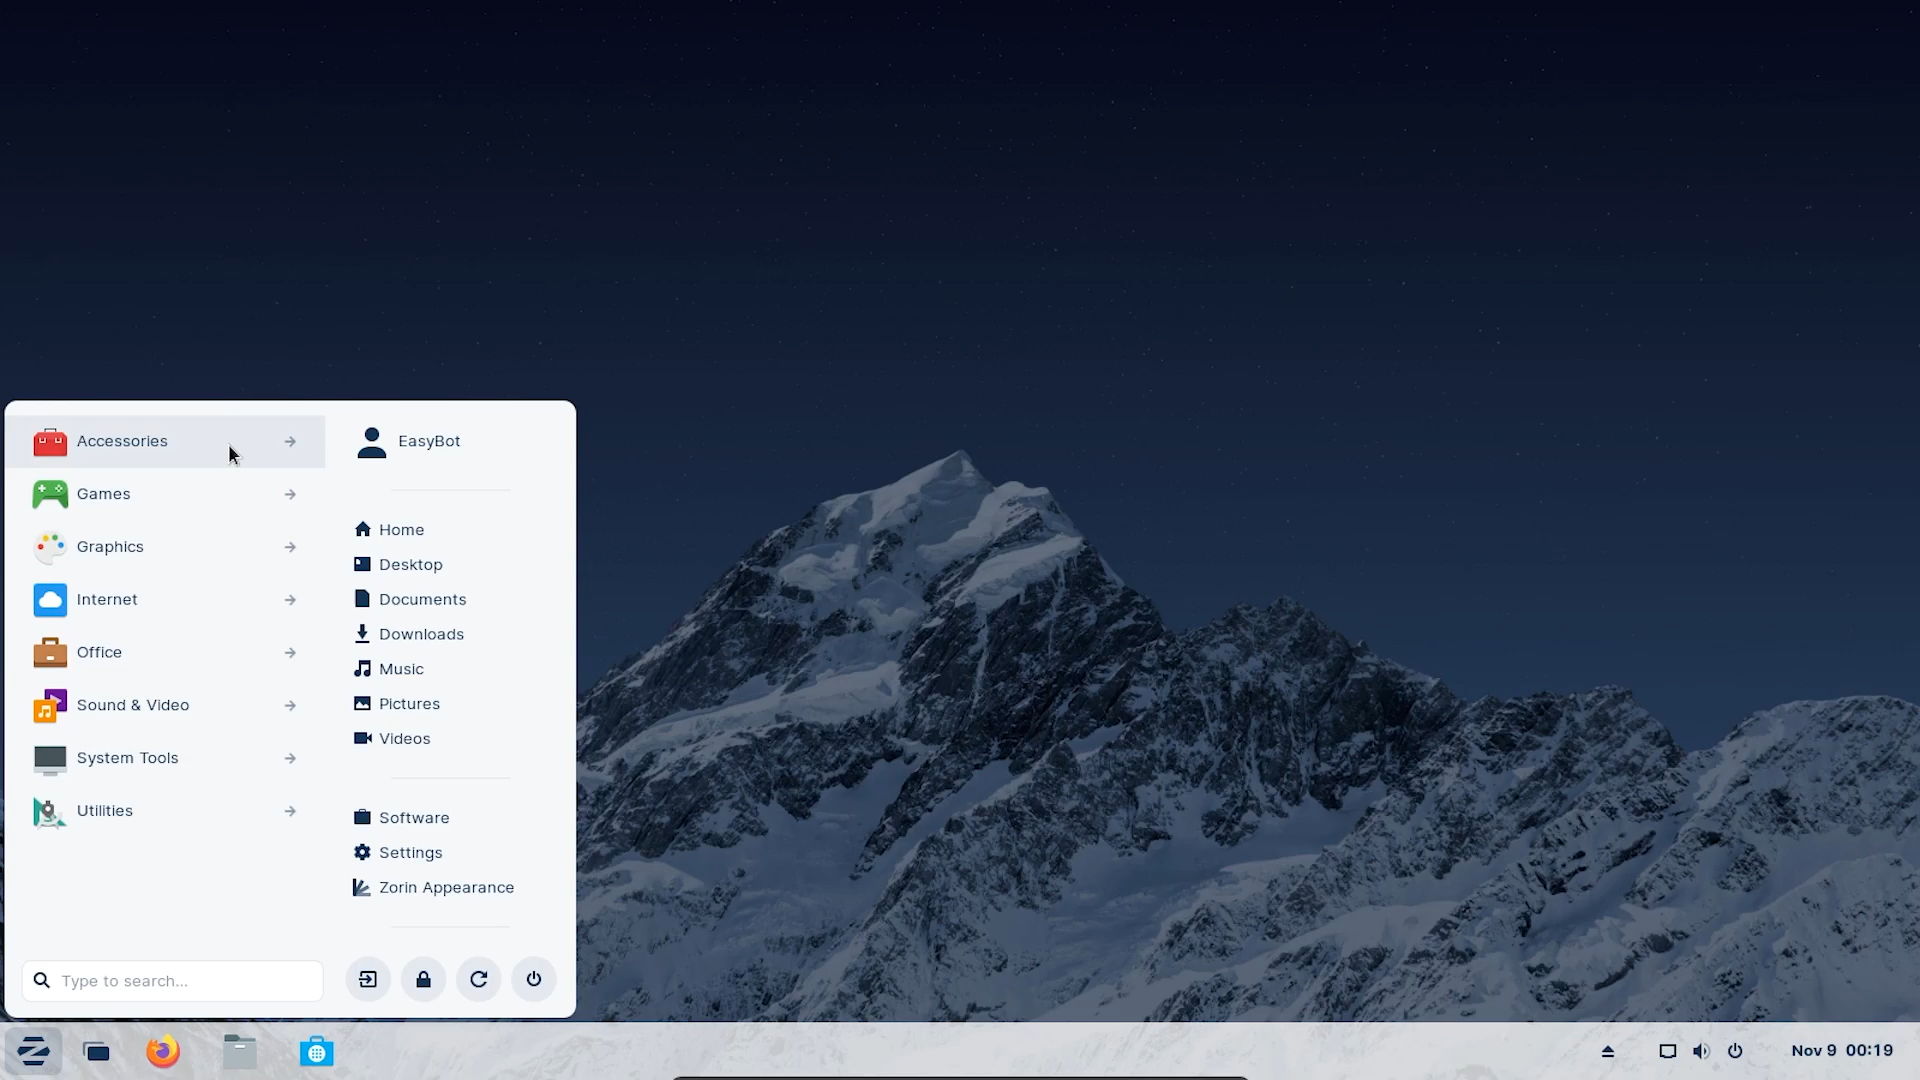 Accessories
Games
Graphics
Internet
Office
Sound & Video
System Tools
Utilities
Type to search...
EasyBot
Home
Desktop
Documents
Downloads
Music
Pictures
Videos
Software
Settings
Zorin Appearance
Nov 9 00:19